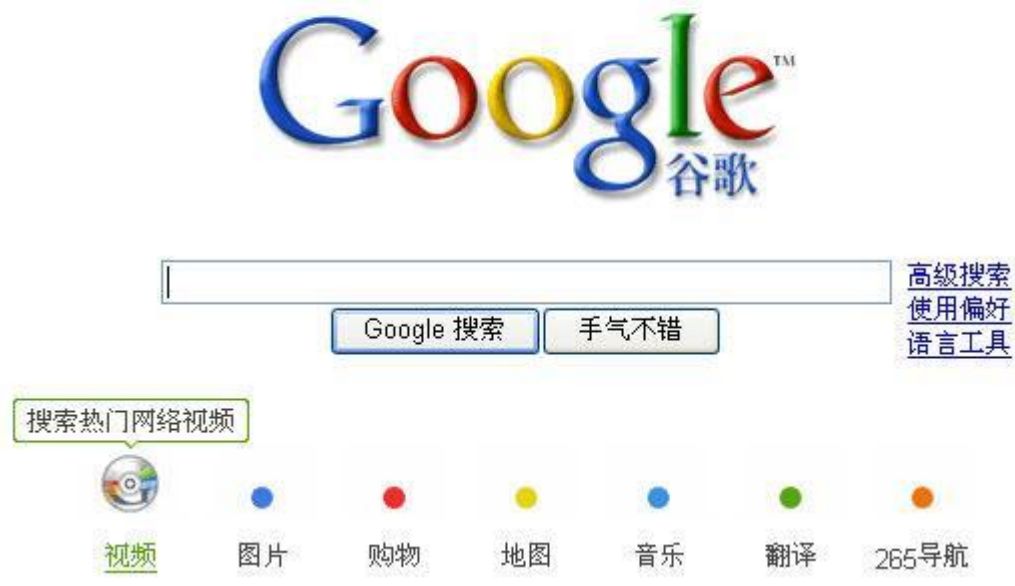 Google™
谷歌
高级搜索
使用偏好
语言工具
Google 搜索 手气不错
搜索热门网络视频
视频 图片 购物 地图 音乐 翻译 265导航